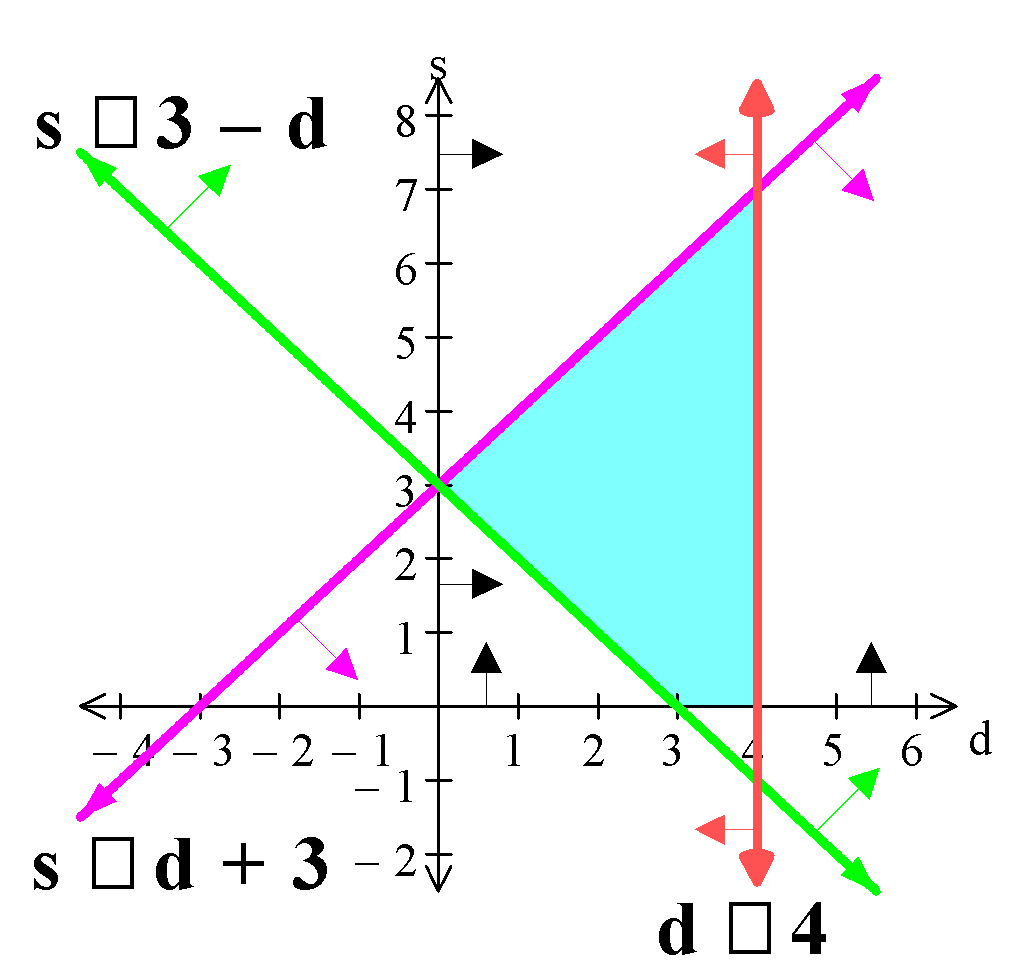 s
s □ 3 – d
8
7
6
5
4
3
2
1
– 4 – 3 – 2 – 1 1 2 3 4 5 6 d
– 1
– 2
s □ d + 3
d □ 4